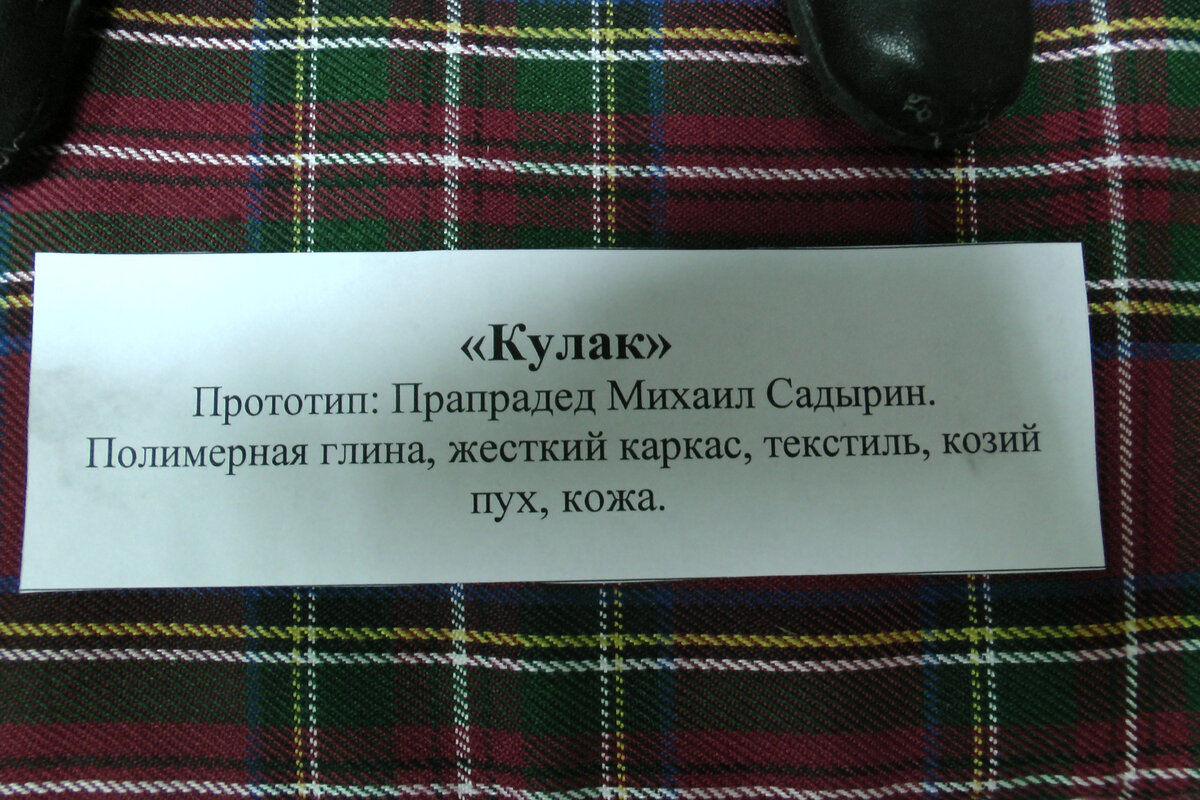 «Кулак»
Прототип: Прапрадед Михаил Садырин.
Полимерная глина, жесткий каркас, текстиль, козий
пух, кожа.